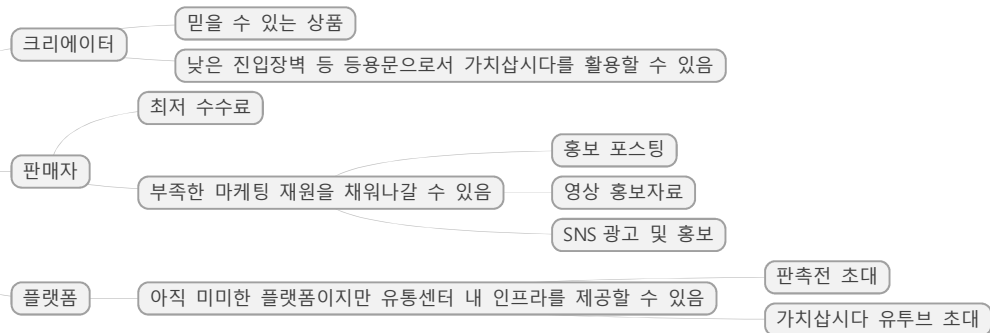 크리에이터
믿을 수 있는 상품
낮은 진입장벽 등 등용문으로서 가치삽시다를 활용할 수 있음
판매자
최저 수수료
부족한 마케팅 재원을 채워나갈 수 있음
홍보 포스팅
영상 홍보자료
SNS 광고 및 홍보
플랫폼
아직 미미한 플랫폼이지만 유통센터 내 인프라를 제공할 수 있음
판촉전 초대
가치삽시다 유투브 초대